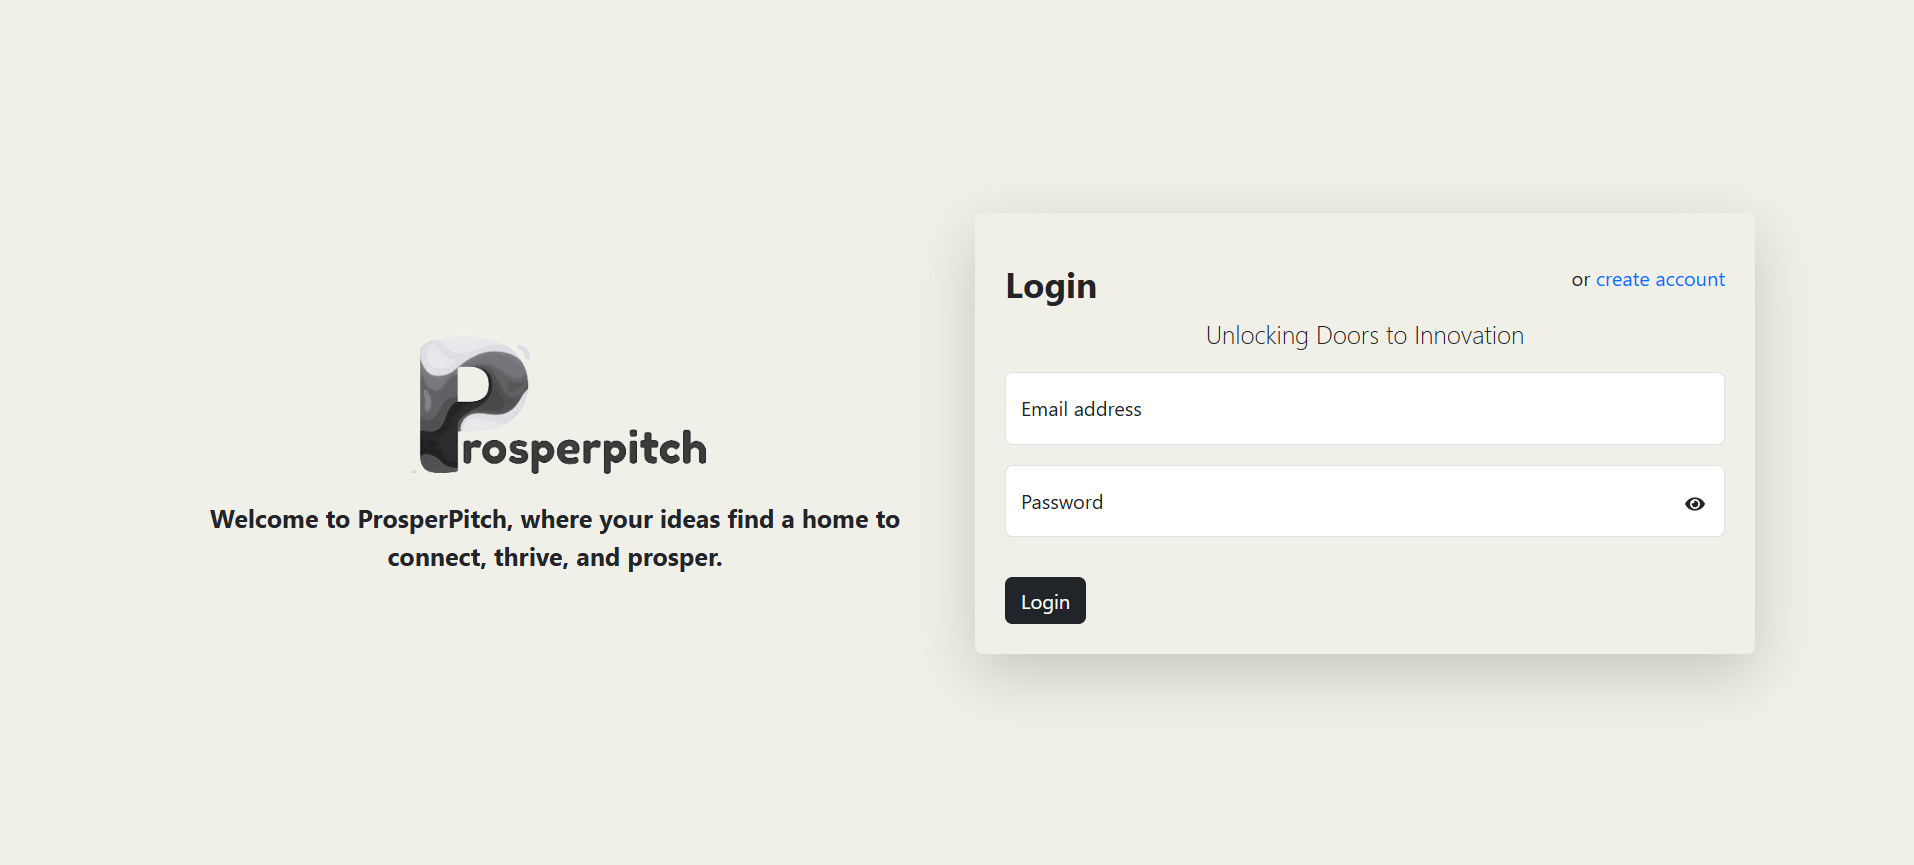 Prosperpitch
Welcome to ProsperPitch, where your ideas find a home to
connect, thrive, and prosper.
Login
or create account
Unlocking Doors to Innovation
Email address
Password
Login